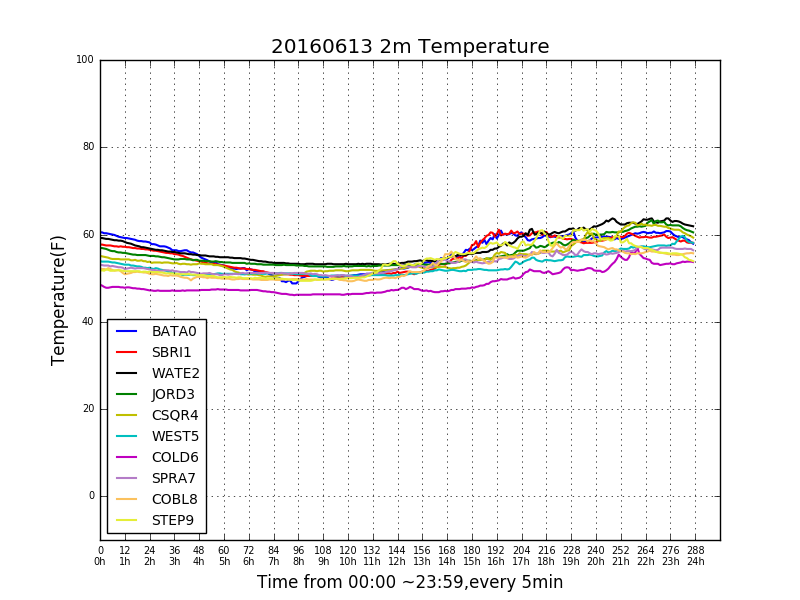 20160613 2m Temperature
100
80
60
40
20
0
Temperature(F)
BATA0
SBRI1
WATE2
JORD3
CSQR4
WEST5
COLD6
SPRA7
COBL8
STEP9
0 12 24 36 48 60 72 84 96 108 120 132 144 156 168 180 192 204 216 228 240 252 264 276 288
0h 1h 2h 3h 4h 5h 6h 7h 8h 9h 10h 11h 12h 13h 14h 15h 16h 17h 18h 19h 20h 21h 22h 23h 24h
Time from 00:00 ~23:59,every 5min